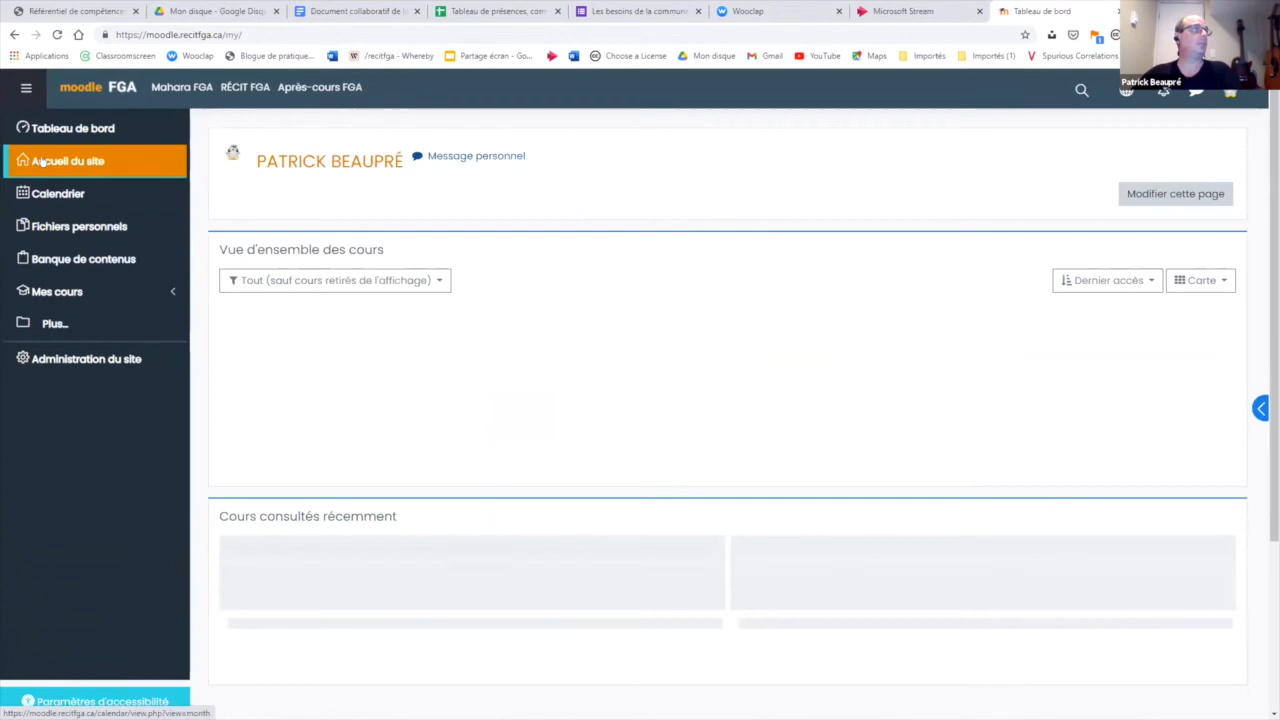 Référentiel de compétence
Mon disque - Google Disq
Document collaboratif de l
Tableau de présences, com
Les besoins de la commun
Wooclap
Microsoft Stream
Tableau de bord
https://moodle.recitfga.ca/my/
Applications
Classroomscreen
Wooclap
Blogue de pratique...
/recitfga - Whereby
Partage écran - Go...
Choose a License
Mon disque
Gmail
YouTube
Maps
Importés
Importés (1)
Spurious Correlations
Patrick Beaupré
moodle FGA
Mahara FGA RÉCIT FGA Après-cours FGA
Tableau de bord
Accueil du site
Calendrier
Fichiers personnels
Banque de contenus
Mes cours
Plus...
Administration du site
Paramètres d'accessibilité
PATRICK BEAUPRÉ
Message personnel
Modifier cette page
Vue d'ensemble des cours
Tout (sauf cours retirés de l'affichage)
Dernier accès
Carte
Cours consultés récemment
https://moodle.recitfga.ca/calendar/view.php?view=month